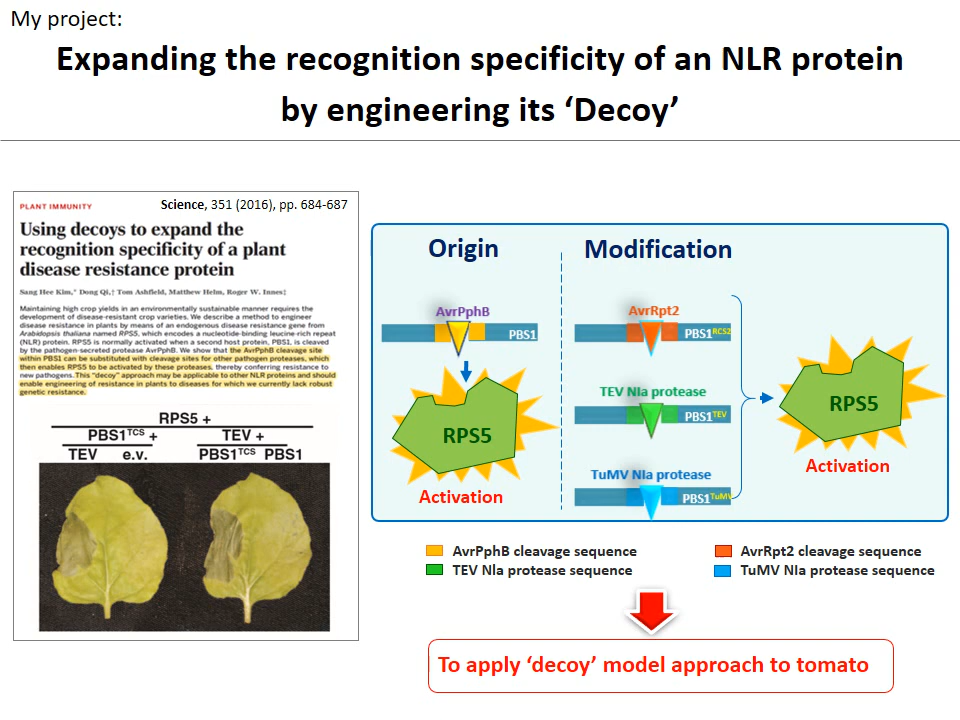 My project:
Expanding the recognition specificity of an NLR protein
by engineering its ‘Decoy’
PLANT IMMUNITY
Science, 351 (2016), pp. 684-687
Using decoys to expand the
recognition specificity of a plant
disease resistance protein
Sang Hee Kim,* Dong Qi,† Tom Ashfield, Matthew Helm, Roger W. Innes‡
Maintaining high crop yields in an environmentally sustainable manner requires the
development of disease-resistant crop varieties. We describe a method to engineer
disease resistance in plants by means of an endogenous disease resistance gene from
Arabidopsis thaliana named RPS5, which encodes a nucleotide-binding leucine-rich repeat
(NLR) protein. RPS5 is normally activated when a second host protein, PBS1, is cleaved
by the pathogen-secreted protease AvrPphB. We show that the AvrPphB cleavage site
within PBS1 can be substituted with cleavage sites for other pathogen proteases, which
then enables RPS5 to be activated by these proteases, thereby conferring resistance to
new pathogens. This “decoy” approach may be applicable to other NLR proteins and should
enable engineering of resistance in plants to diseases for which we currently lack robust
genetic resistance.
RPS5 +
PBS1TCS + TEV +
TEV e.v. PBS1TCS PBS1
Origin Modification
AvrPphB
PBS1
RPS5
Activation
AvrRpt2
PBS1RCS2
TEV NIa protease
PBS1TEV
TuMV NIa protease
PBS1TuMV
RPS5
Activation
AvrPphB cleavage sequence AvrRpt2 cleavage sequence
TEV Nla protease sequence TuMV NIa protease sequence
To apply ‘decoy’ model approach to tomato